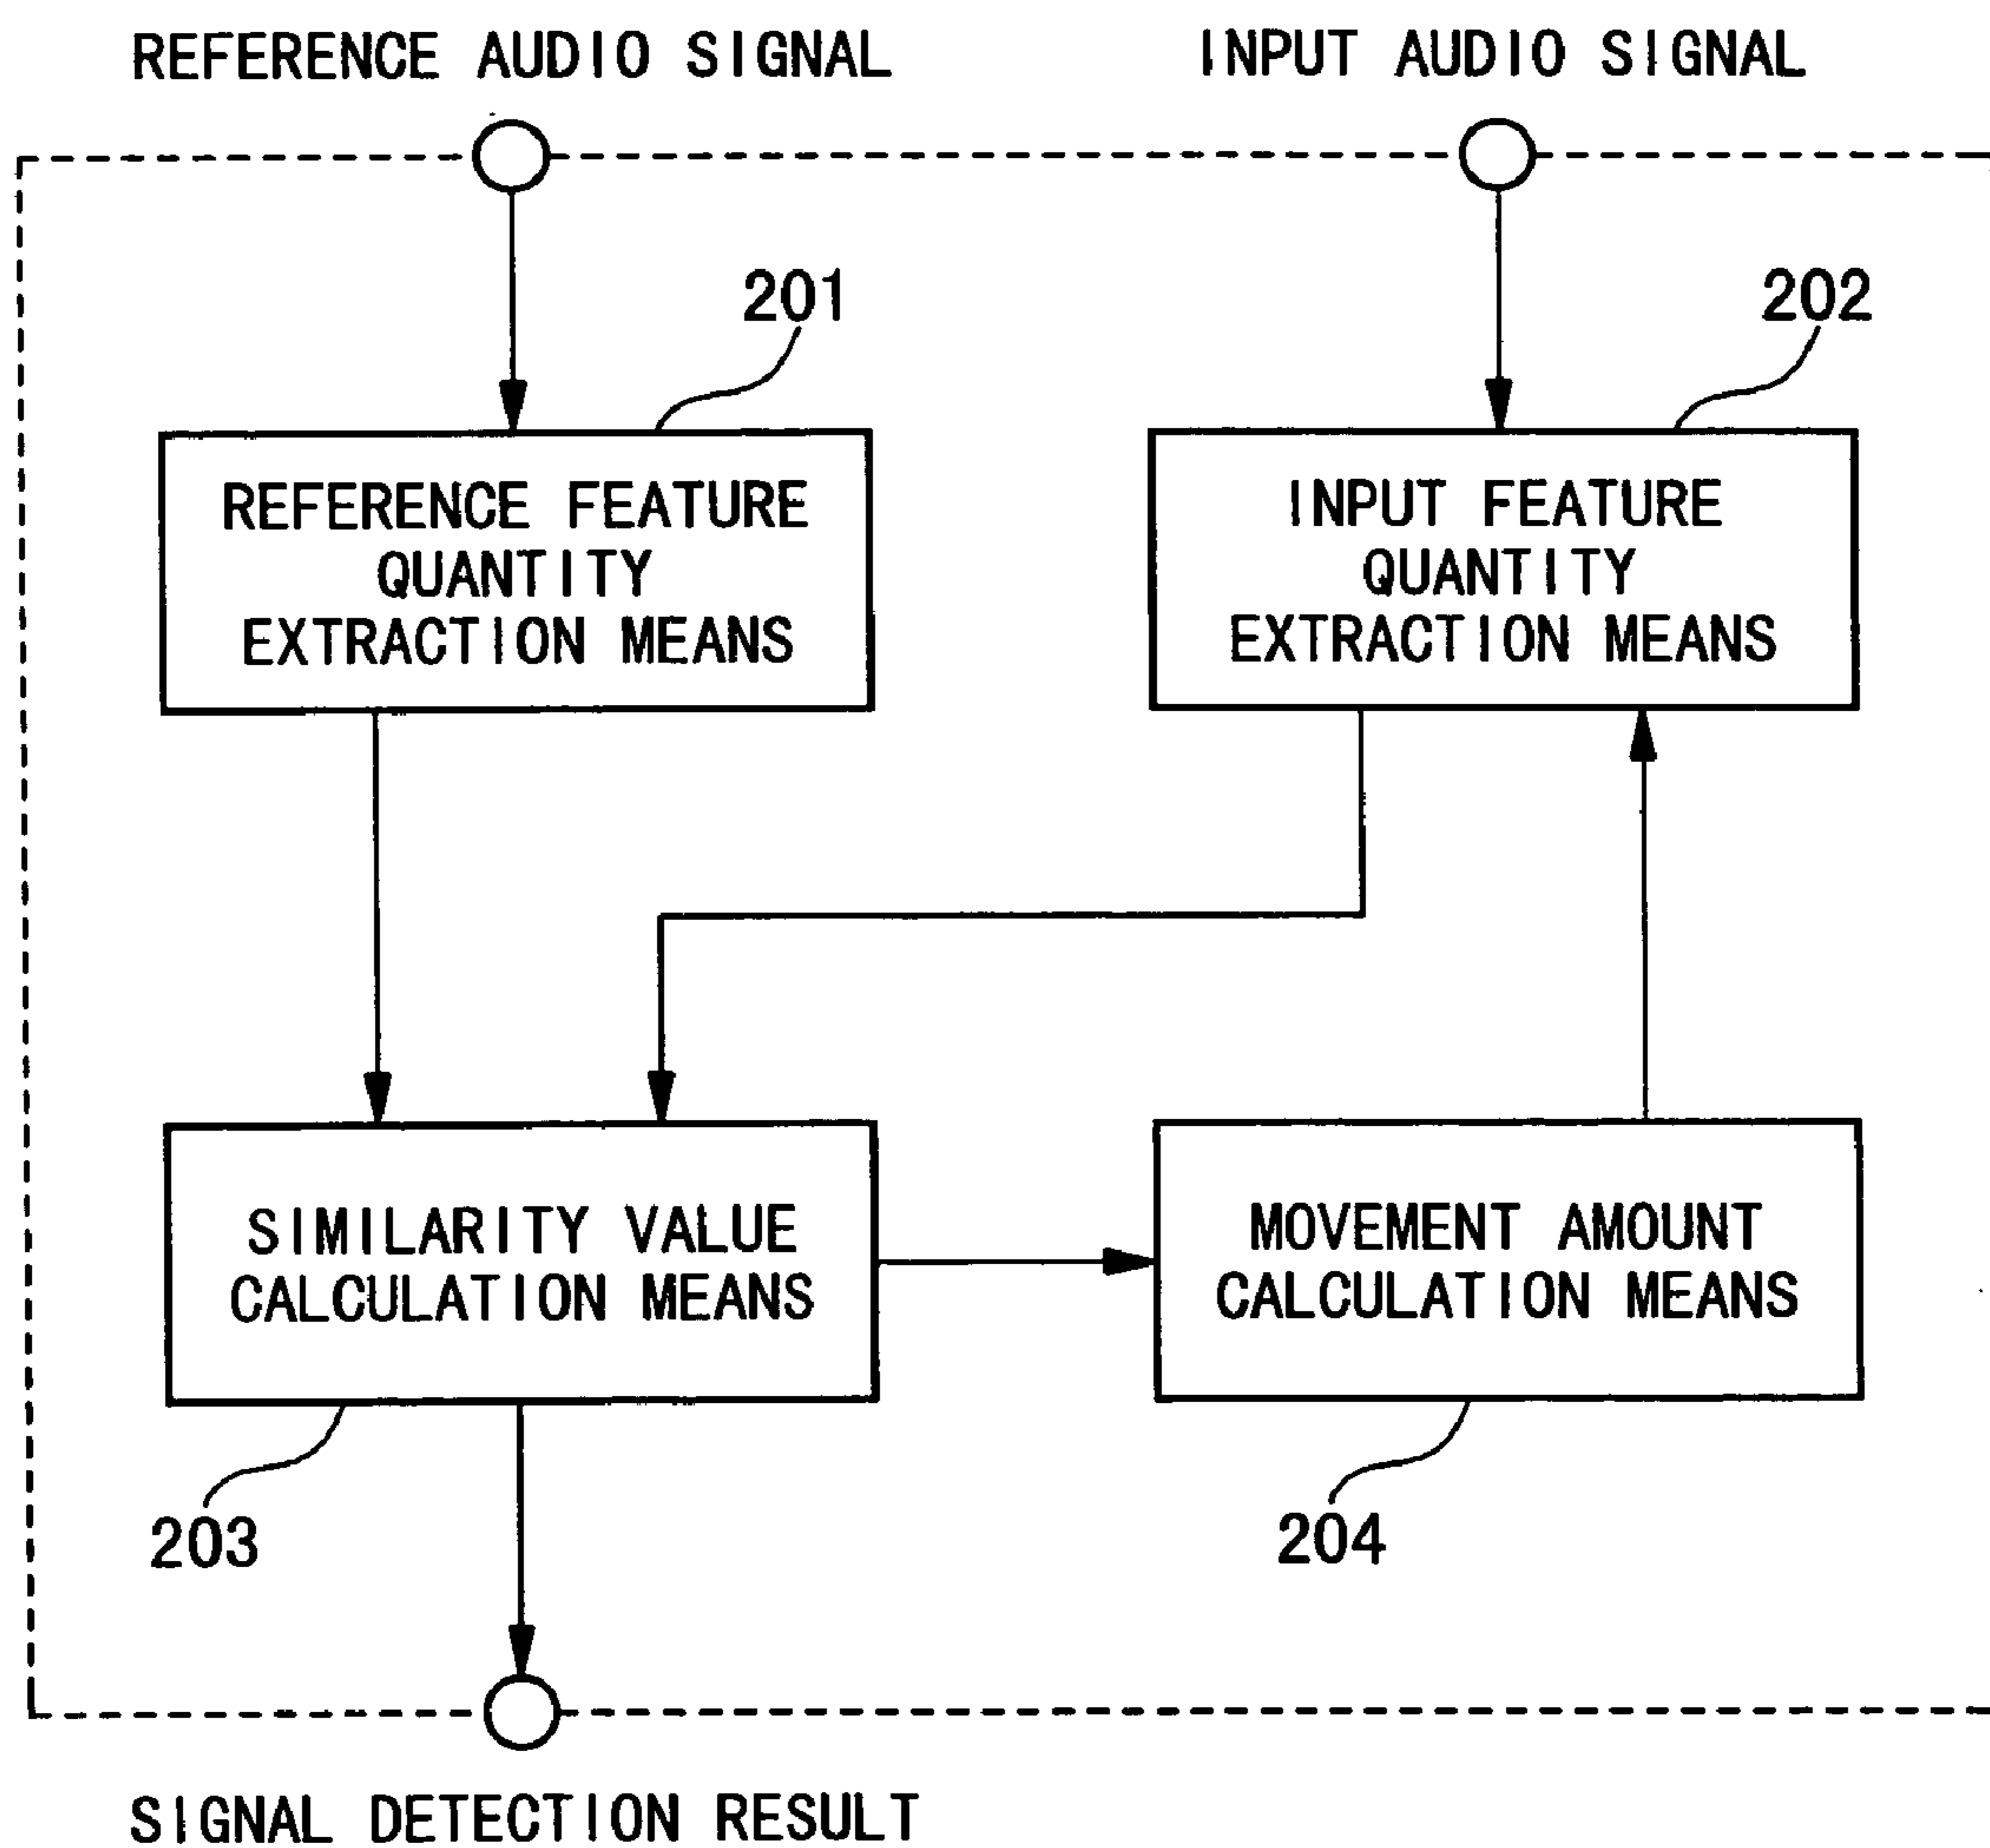 REFERENCE AUDIO SIGNAL
INPUT AUDIO SIGNAL
201
202
REFERENCE FEATURE
QUANTITY
EXTRACTION MEANS
INPUT FEATURE
QUANTITY
EXTRACTION MEANS
SIMILARITY VALUE
CALCULATION MEANS
MOVEMENT AMOUNT
CALCULATION MEANS
203
204
SIGNAL DETECTION RESULT